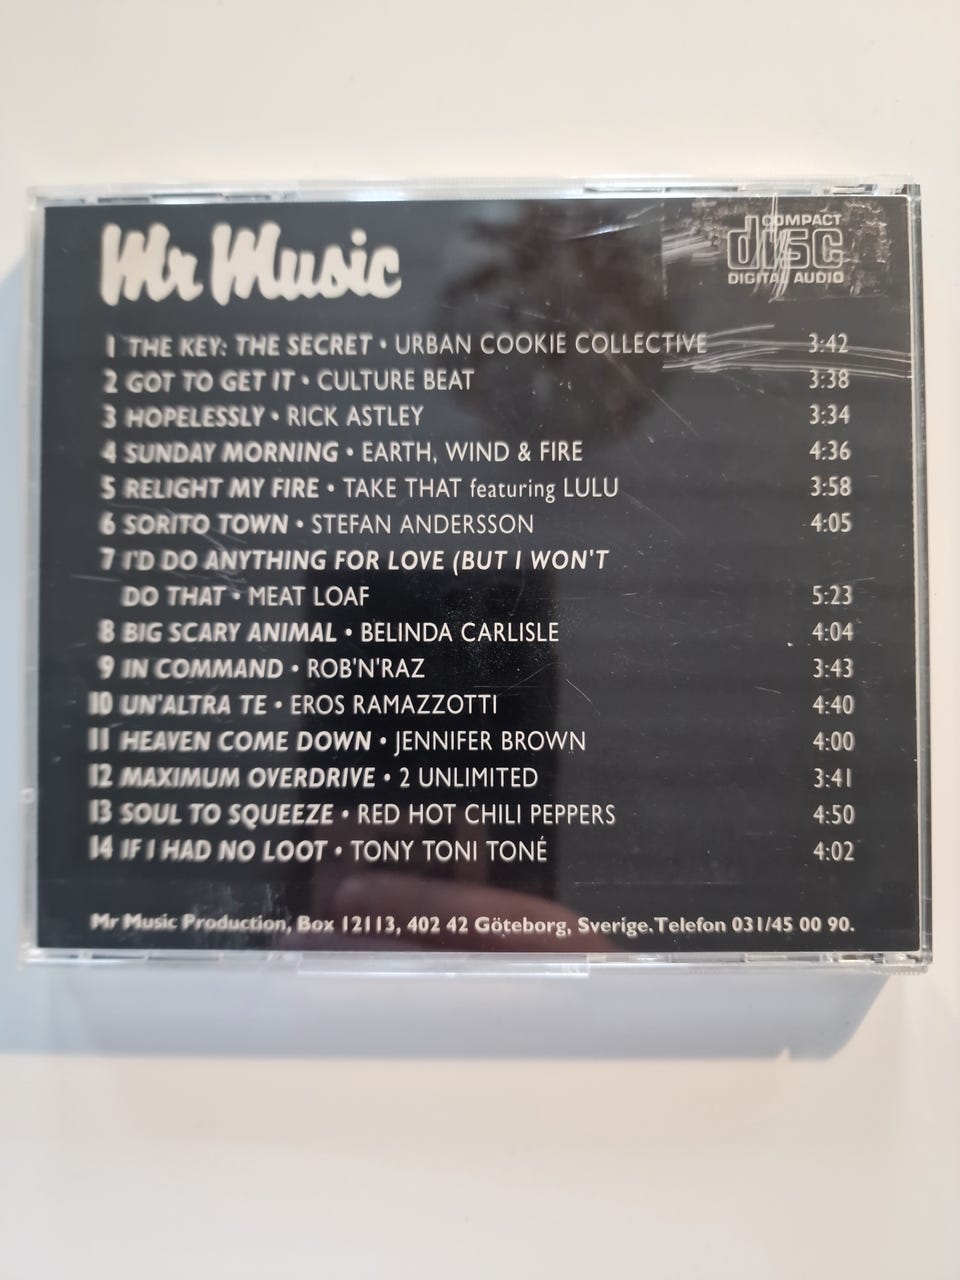 Mr Music
COMPACT
disc
DIGITAL AUDIO
1 THE KEY: THE SECRET • URBAN COOKIE COLLECTIVE 3:42
2 GOT TO GET IT • CULTURE BEAT 3:38
3 HOPELESSLY • RICK ASTLEY 3:34
4 SUNDAY MORNING • EARTH, WIND & FIRE 4:36
5 RELIGHT MY FIRE • TAKE THAT featuring LULU 3:58
6 SORITO TOWN • STEFAN ANDERSSON 4:05
7 I'D DO ANYTHING FOR LOVE (BUT I WON'T
DO THAT • MEAT LOAF 5:23
8 BIG SCARY ANIMAL • BELINDA CARLISLE 4:04
9 IN COMMAND • ROB'N'RAZ 3:43
10 UN'ALTRA TE • EROS RAMAZZOTTI 4:40
11 HEAVEN COME DOWN • JENNIFER BROWN 4:00
12 MAXIMUM OVERDRIVE • 2 UNLIMITED 3:41
13 SOUL TO SQUEEZE • RED HOT CHILI PEPPERS 4:50
14 IF I HAD NO LOOT • TONY TONI TONÉ 4:02
Mr Music Production, Box 12113, 402 42 Göteborg, Sverige. Telefon 031/45 00 90.